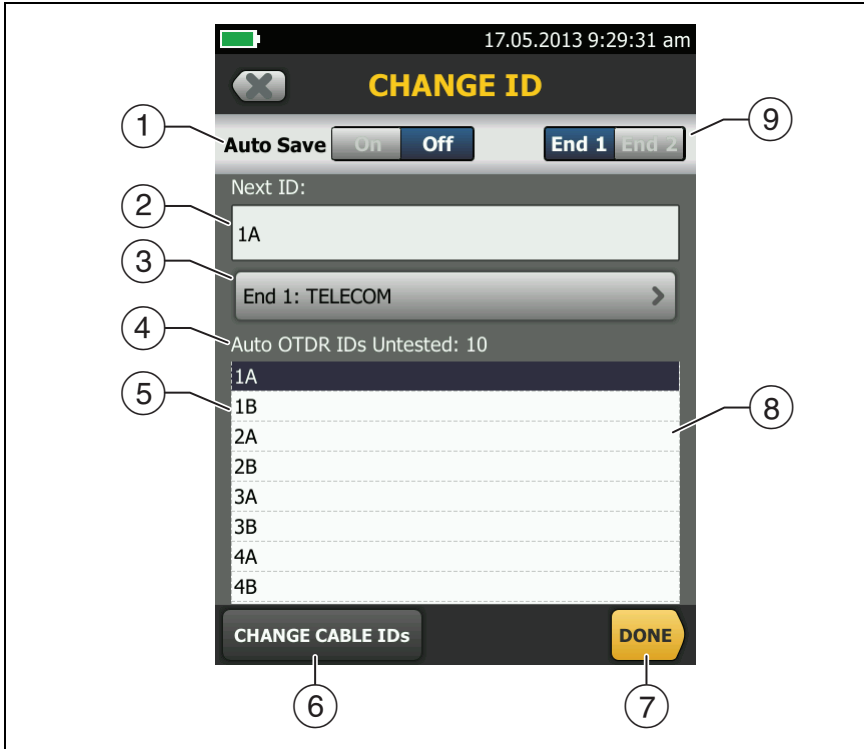 17.05.2013 9:29:31 am
CHANGE ID
1
Auto Save On Off End 1 End 2
9
Next ID:
2
1A
3
End 1: TELECOM
4
Auto OTDR IDs Untested: 10
1A
5
1B
8
2A
2B
3A
3B
4A
4B
CHANGE CABLE IDs
DONE
6
7